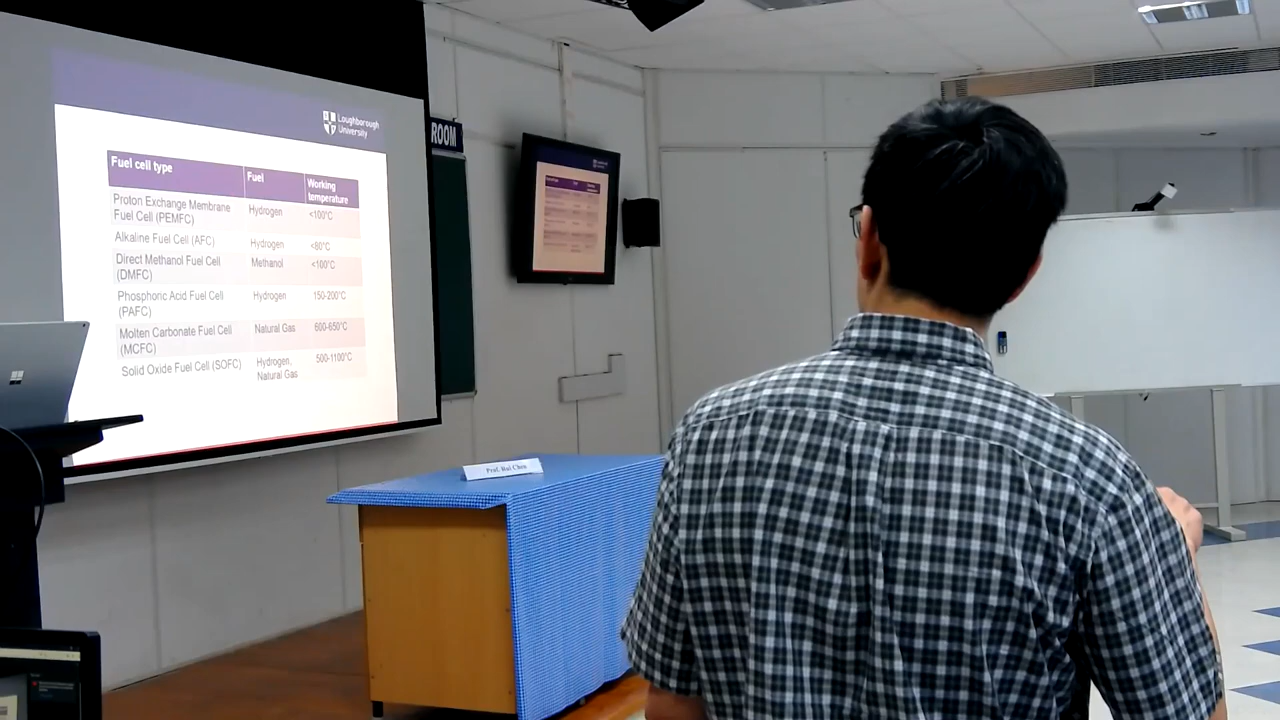 Loughborough
University
ROOM
Fuel cell type Fuel Working
temperature
Proton Exchange Membrane
Fuel Cell (PEMFC) Hydrogen <100°C
Alkaline Fuel Cell (AFC) Hydrogen <80°C
Direct Methanol Fuel Cell
(DMFC) Methanol <100°C
Phosphoric Acid Fuel Cell
(PAFC) Hydrogen 150-200°C
Molten Carbonate Fuel Cell
(MCFC) Natural Gas 600-650°C
Solid Oxide Fuel Cell (SOFC) Hydrogen,
Natural Gas 500-1100°C
Prof. Rui Chen